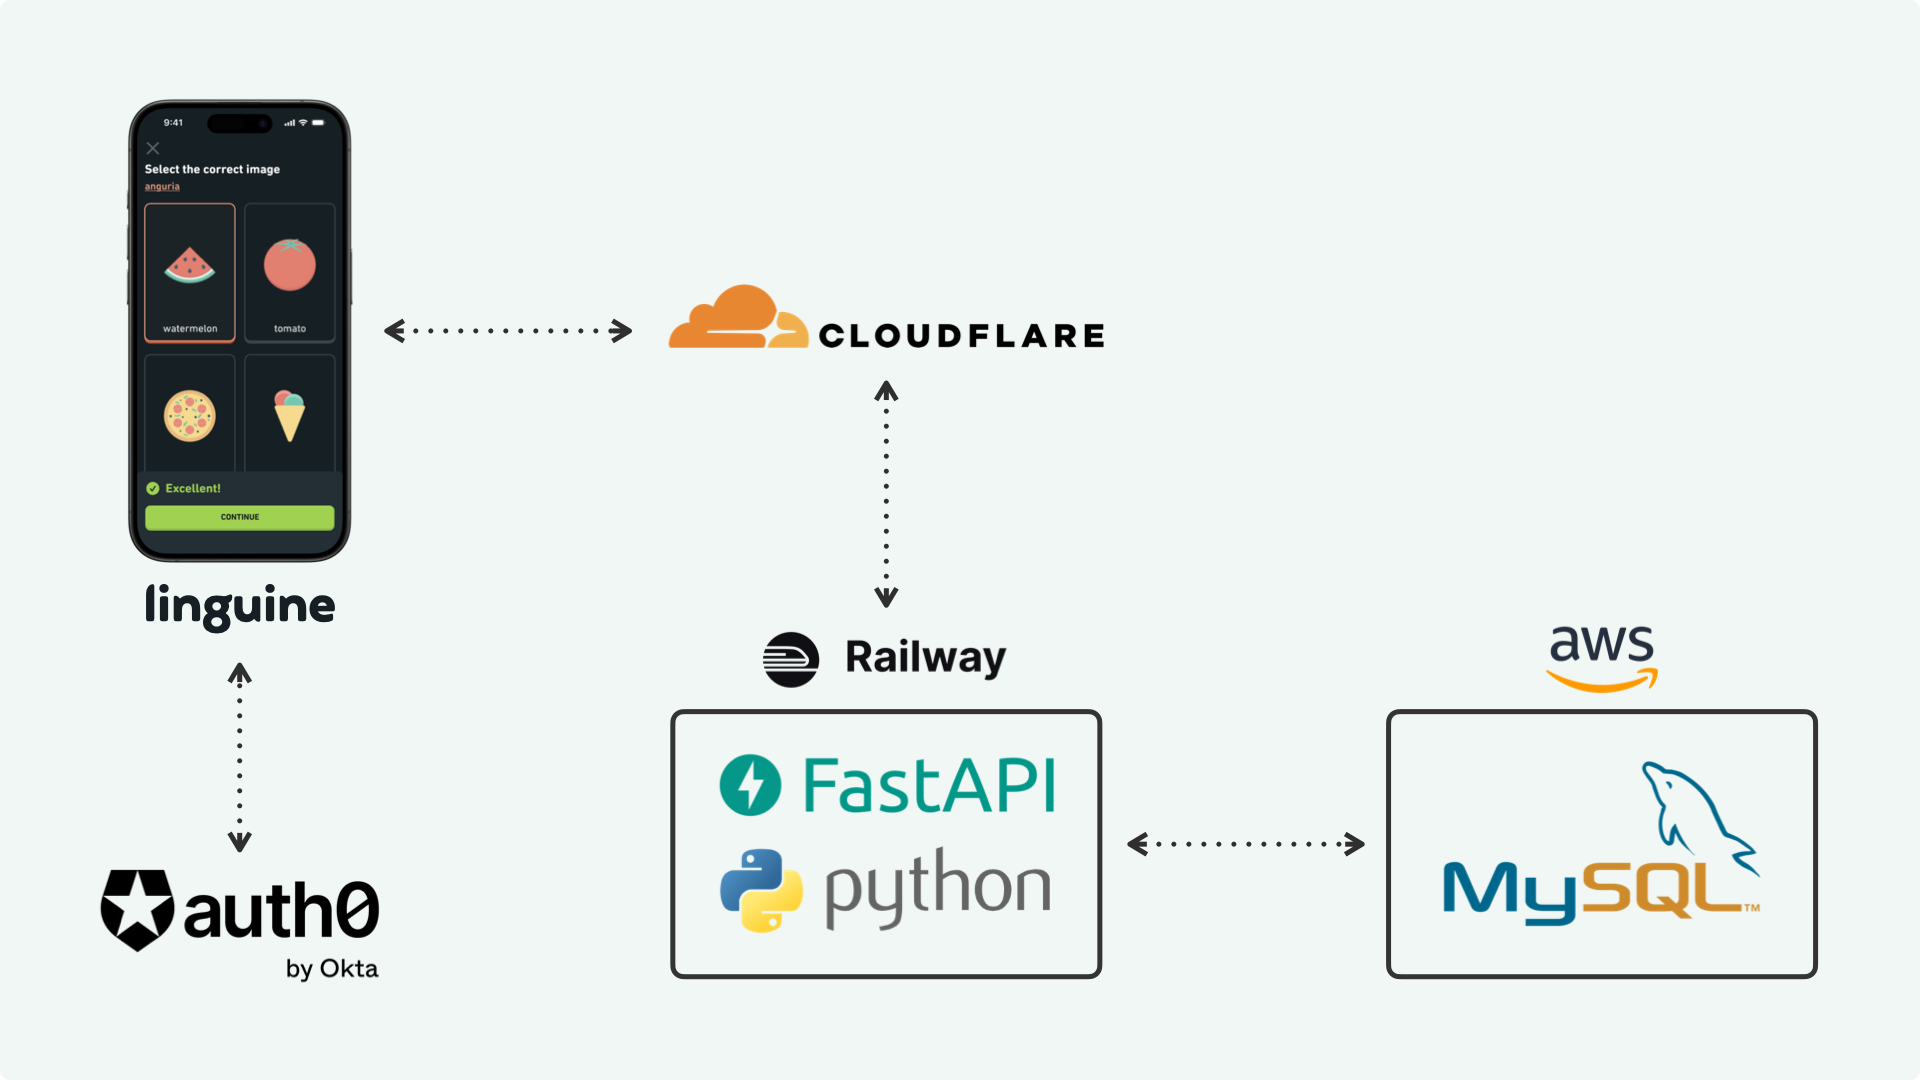 9:41
Select the correct image
anguria
watermelon
tomato
Excellent!
CONTINUE
linguine
auth0
by Okta
CLOUDFLARE
Railway
FastAPI
python
aws
MySQL™